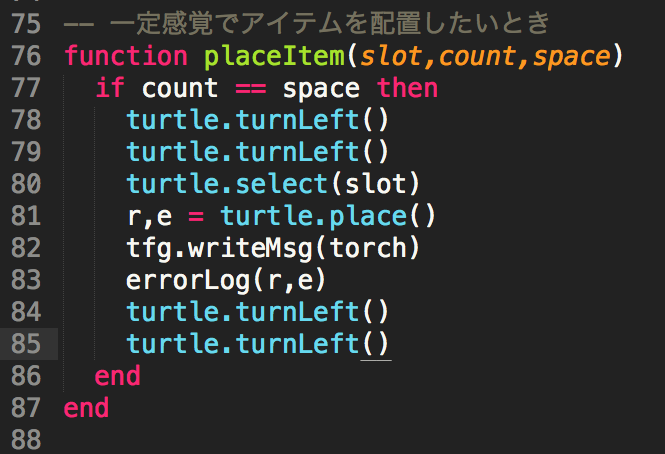 75 -- 一定感覚でアイテムを配置したいとき
76 function placeItem(slot,count,space)
77   if count == space then
78     turtle.turnLeft()
79     turtle.turnLeft()
80     turtle.select(slot)
81     r,e = turtle.place()
82     tfg.writeMsg(torch)
83     errorLog(r,e)
84     turtle.turnLeft()
85     turtle.turnLeft()
86   end
87 end
88